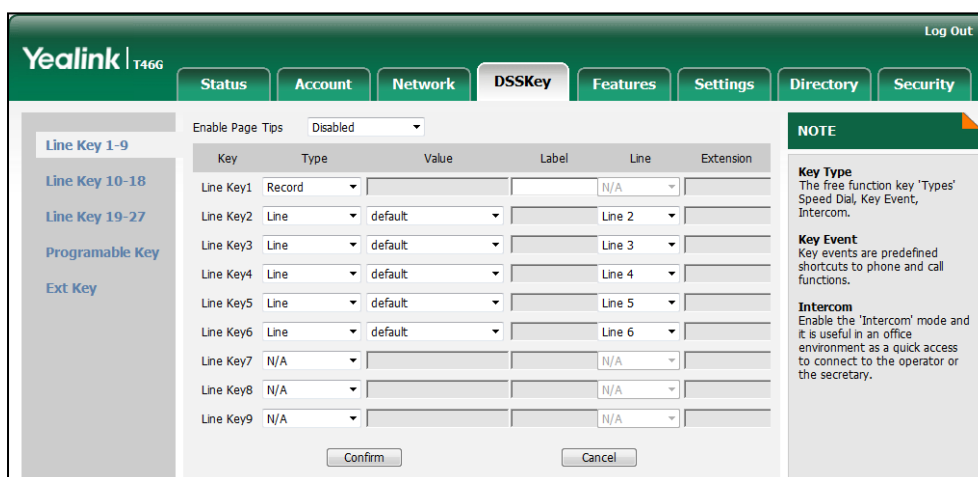 Log Out
Yealink T46G
Status Account Network DSSKey Features Settings Directory Security
Line Key 1-9
Line Key 10-18
Line Key 19-27
Programable Key
Ext Key
Enable Page Tips Disabled
Key Type Value Label Line Extension
Line Key1 Record N/A
Line Key2 Line default Line 2
Line Key3 Line default Line 3
Line Key4 Line default Line 4
Line Key5 Line default Line 5
Line Key6 Line default Line 6
Line Key7 N/A N/A
Line Key8 N/A N/A
Line Key9 N/A N/A
Confirm Cancel
NOTE
Key Type
The free function key 'Types'
Speed Dial, Key Event,
Intercom.
Key Event
Key events are predefined
shortcuts to phone and call
functions.
Intercom
Enable the 'Intercom' mode and
it is useful in an office
environment as a quick access
to connect to the operator or
the secretary.